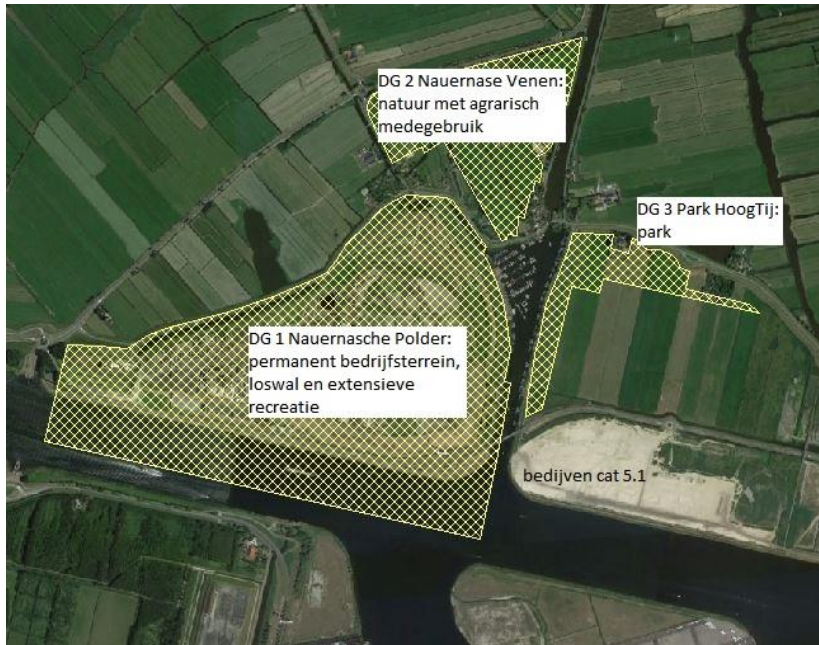 DG 2 Nauernase Venen:
natuur met agrarisch
medegebruik
DG 3 Park HoogTij:
park
DG 1 Nauernasche Polder:
permanent bedrijfsterrein,
loswal en extensieve
recreatie
bedijven cat 5.1